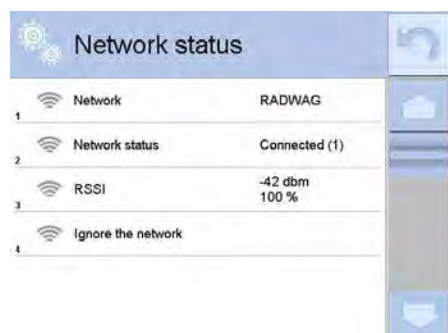 Network status
1 Network RADWAG
2 Network status Connected (1)
3 RSSI -42 dbm
100 %
4 Ignore the network